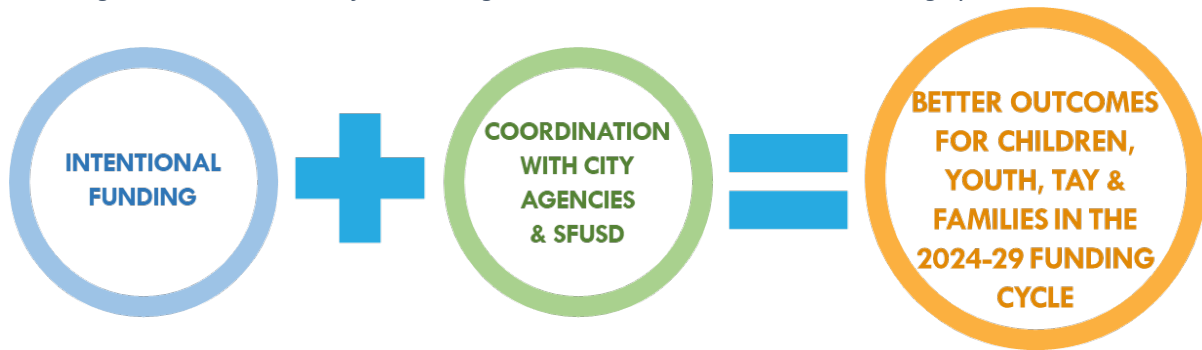 INTENTIONAL
FUNDING
COORDINATION
WITH CITY
AGENCIES
& SFUSD
BETTER OUTCOMES
FOR CHILDREN,
YOUTH, TAY &
FAMILIES IN THE
2024-29 FUNDING
CYCLE